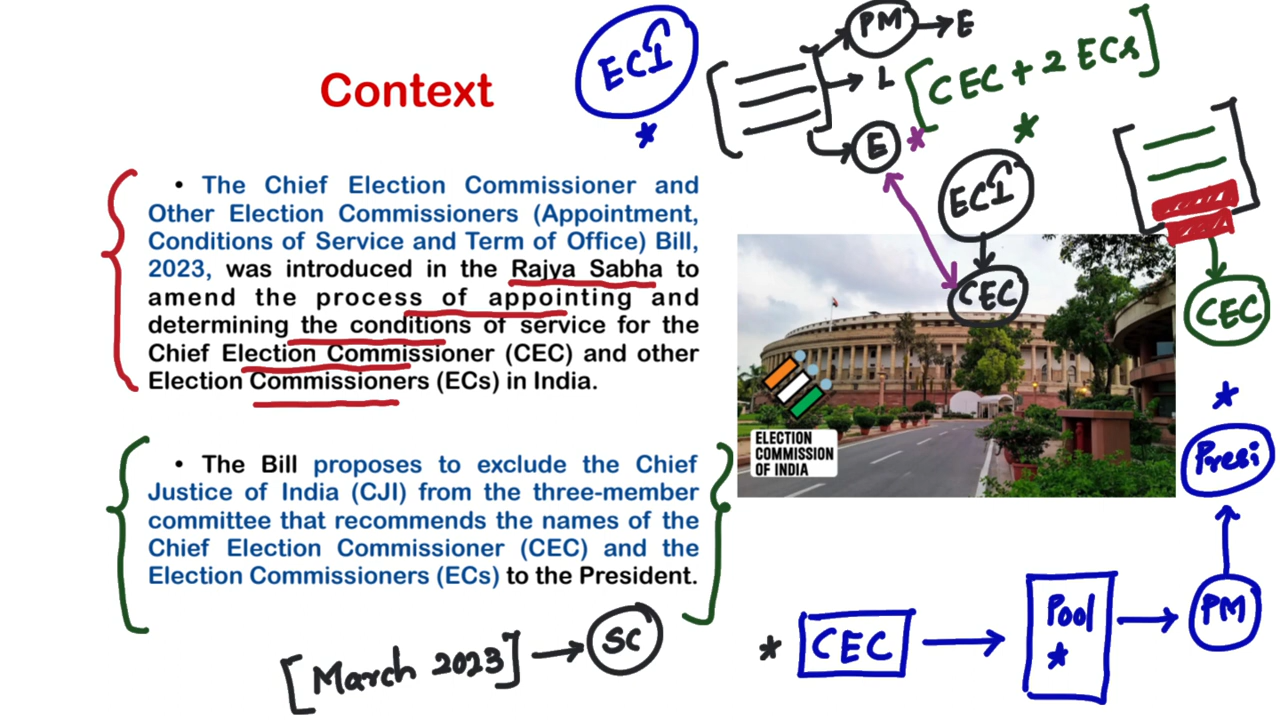 Context
• The Chief Election Commissioner and
Other Election Commissioners (Appointment,
Conditions of Service and Term of Office) Bill,
2023, was introduced in the Rajya Sabha to
amend the process of appointing and
determining the conditions of service for the
Chief Election Commissioner (CEC) and other
Election Commissioners (ECs) in India.
• The Bill proposes to exclude the Chief
Justice of India (CJI) from the three-member
committee that recommends the names of the
Chief Election Commissioner (CEC) and the
Election Commissioners (ECs) to the President.
[March 2023] → SC
ECI
*
PM → E
L
E
*
[CEC + 2 ECs]
*
ECI
CEC
ELECTION
COMMISSION
OF INDIA
CEC
*
Presi
* CEC → Pool → PM
*